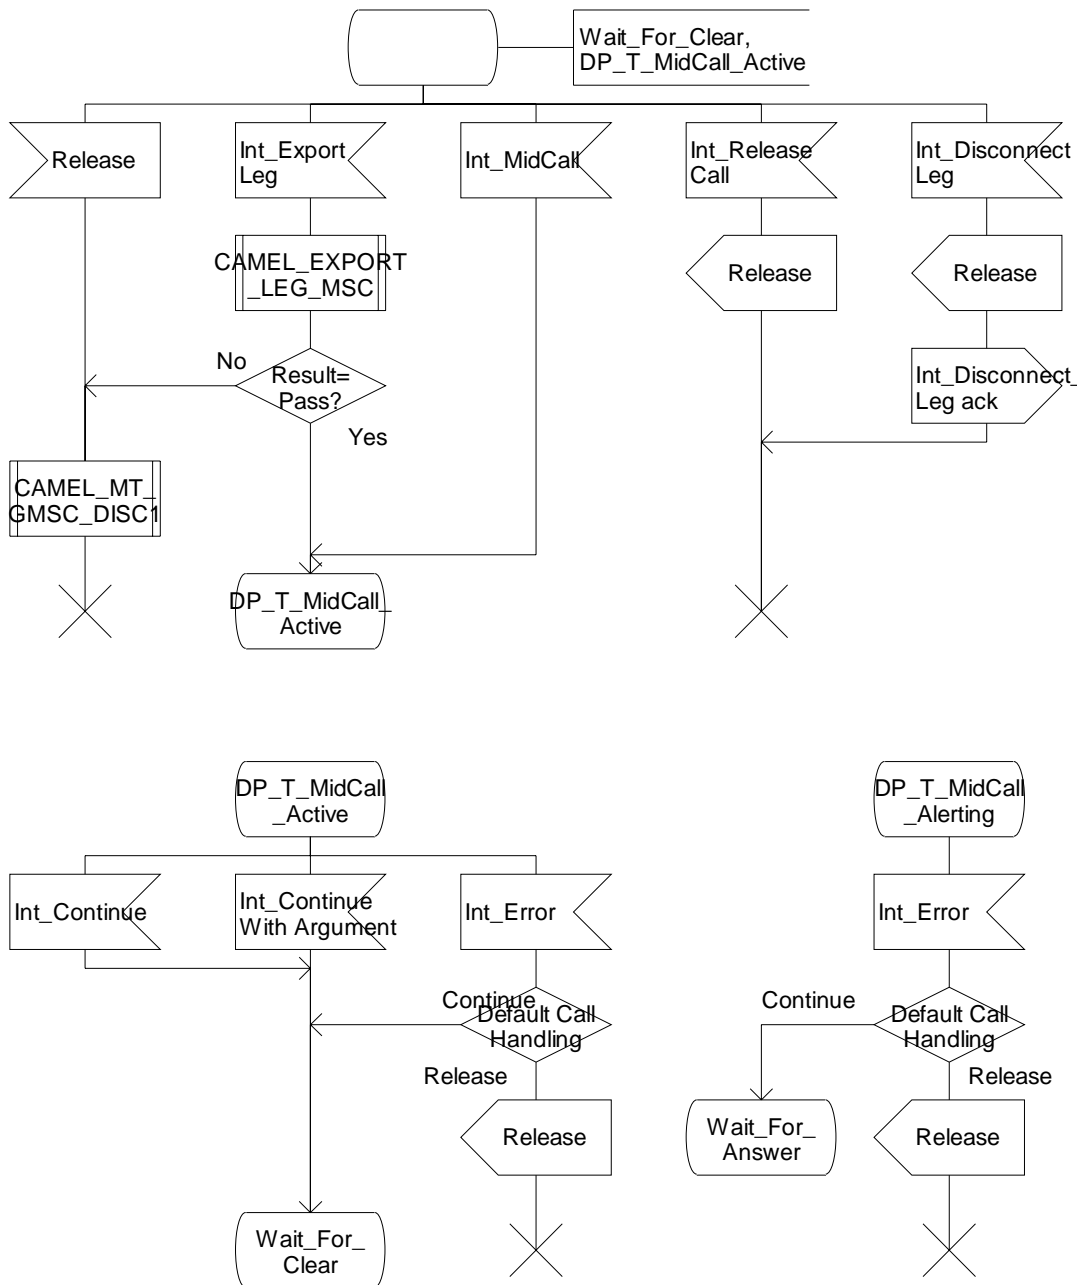 Wait_For_Clear,
DP_T_MidCall_Active
Release
Int_Export
Leg
Int_MidCall
Int_Release
Call
Int_Disconnect
Leg
CAMEL_EXPORT
_LEG_MSC
Release
Release
No
Result=
Pass?
Yes
Int_Disconnect_
Leg ack
CAMEL_MT_
GMSC_DISC1
DP_T_MidCall_
Active
DP_T_MidCall
_Active
DP_T_MidCall
_Alerting
Int_Continue
Int_Continue
With Argument
Int_Error
Int_Error
Continue
Default Call
Handling
Release
Continue
Default Call
Handling
Release
Release
Wait_For_
Answer
Release
Wait_For_
Clear